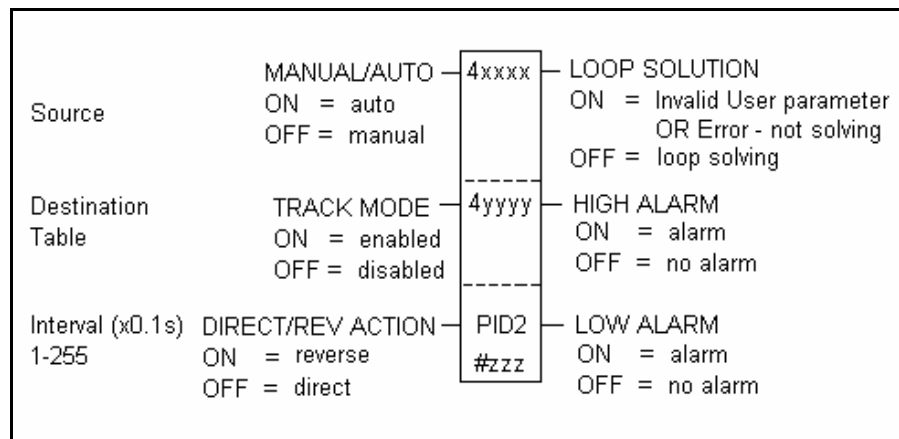 MANUAL/AUTO 4xxxx LOOP SOLUTION
Source ON = auto ON = Invalid User parameter
OFF = manual OR Error - not solving
OFF = loop solving
Destination TRACK MODE 4yyyy HIGH ALARM
Table ON = enabled ON = alarm
OFF = disabled OFF = no alarm
Interval (x0.1s) DIRECT/REV ACTION PID2 LOW ALARM
1-255 ON = reverse #zzz ON = alarm
OFF = direct OFF = no alarm